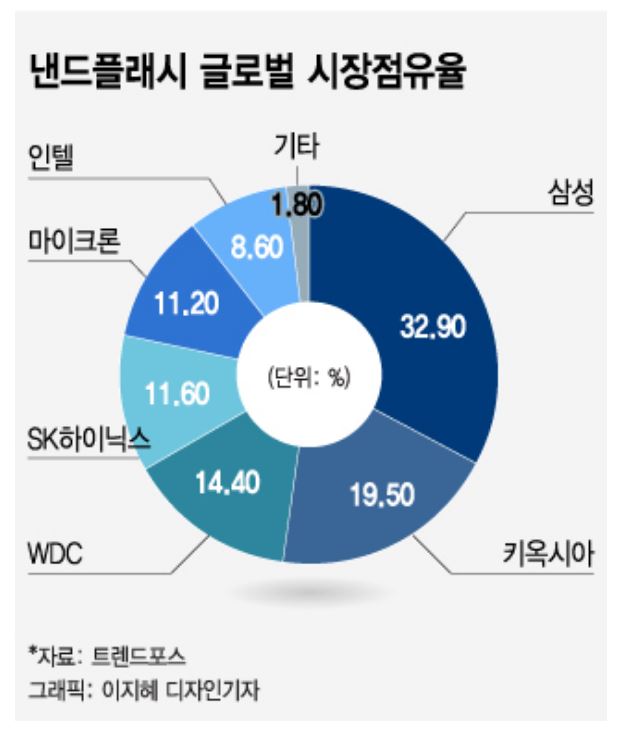 낸드플래시 글로벌 시장점유율
기타
인텔
삼성
1.80
8.60
마이크론
11.20
32.90
(단위: %)
11.60
SK하이닉스
14.40
19.50
WDC
키옥시아
*자료: 트렌드포스
그래픽: 이지혜 디자인기자